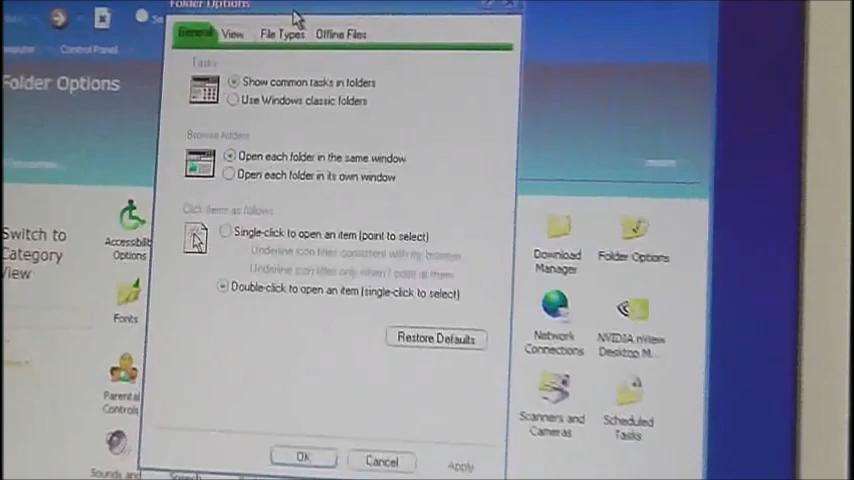 Folder Options
Control Panel
Folder Options
General View File Types Offline Files
Tasks
Show common tasks in folders
Use Windows classic folders
Browse folders
Open each folder in the same window
Open each folder in its own window
Click items as follows
Single-click to open an item (point to select)
Underline icon titles consistent with my browser
Underline icon titles only when I point at them
Double-click to open an item (single-click to select)
Restore Defaults
OK Cancel Apply
Switch to
Category
View
Accessibility
Options
Fonts
Parental
Controls
Sounds and
Speech
Download
Manager
Folder Options
Network
Connections
NVIDIA nView
Desktop M...
Scanners and
Cameras
Scheduled
Tasks